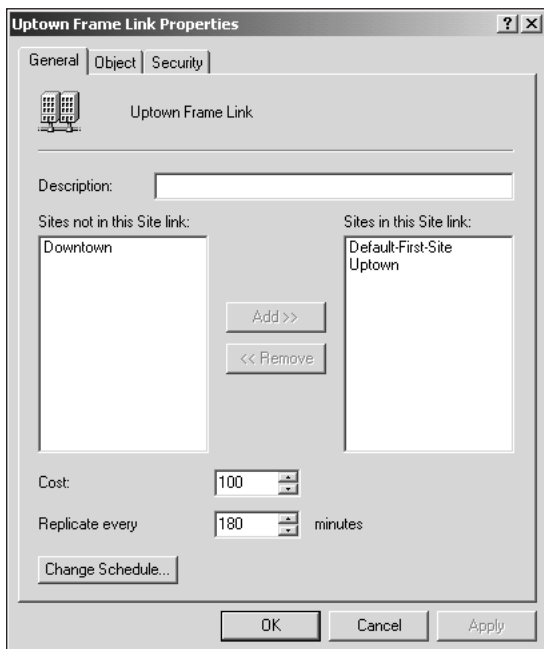 Uptown Frame Link Properties
General Object Security
Uptown Frame Link
Description:
Sites not in this Site link: Sites in this Site link:
Downtown
Default-First-Site
Uptown
Add >>
<< Remove
Cost: 100
Replicate every 180 minutes
Change Schedule...
OK Cancel Apply